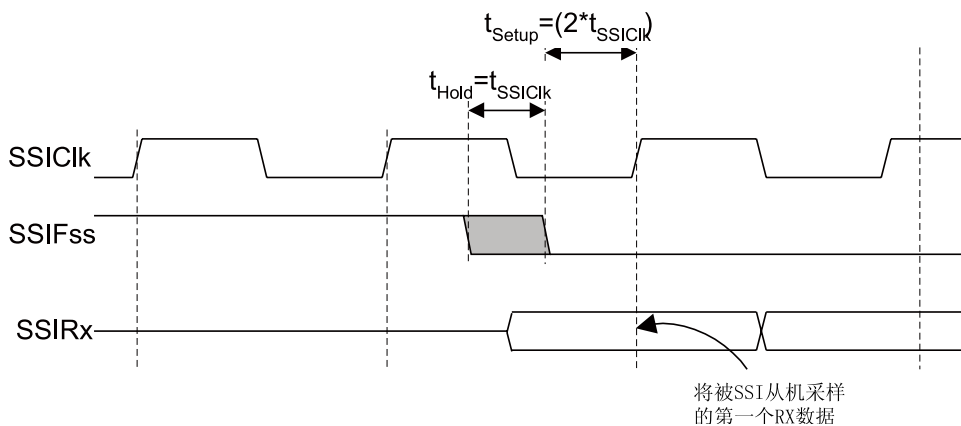 tSetup=(2*tSSIClk)
tHold=tSSIClk
SSIClk
SSIFss
SSIRx
将被SSI从机采样
的第一个RX数据